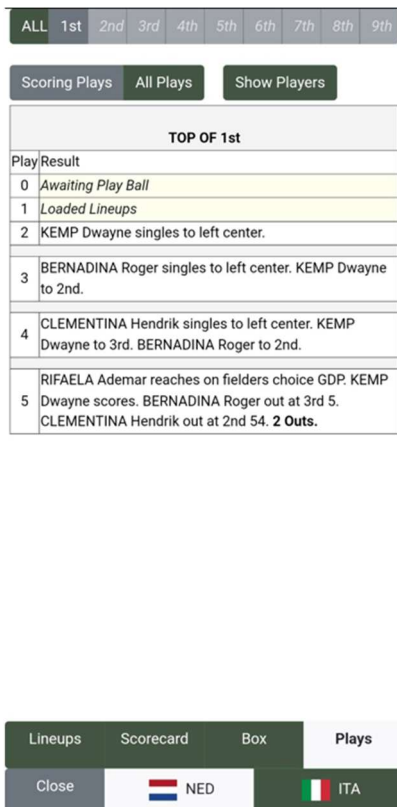 ALL 1st 2nd 3rd 4th 5th 6th 7th 8th 9th
Scoring Plays All Plays Show Players
TOP OF 1st
Play Result
0 Awaiting Play Ball
1 Loaded Lineups
2 KEMP Dwayne singles to left center.
3 BERNADINA Roger singles to left center. KEMP Dwayne
to 2nd.
4 CLEMENTINA Hendrik singles to left center. KEMP
Dwayne to 3rd. BERNADINA Roger to 2nd.
5 RIFAELA Ademar reaches on fielders choice GDP. KEMP
Dwayne scores. BERNADINA Roger out at 3rd 5.
CLEMENTINA Hendrik out at 2nd 54. 2 Outs.
Lineups Scorecard Box Plays
Close NED ITA